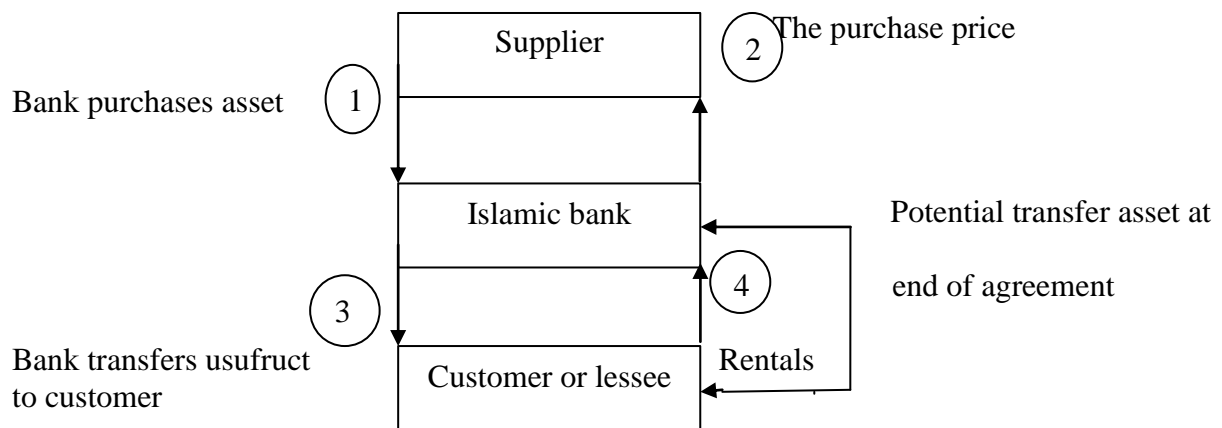 Supplier
2
The purchase price
Bank purchases asset
1
Islamic bank
Potential transfer asset at
end of agreement
3
4
Bank transfers usufruct
to customer
Customer or lessee
Rentals